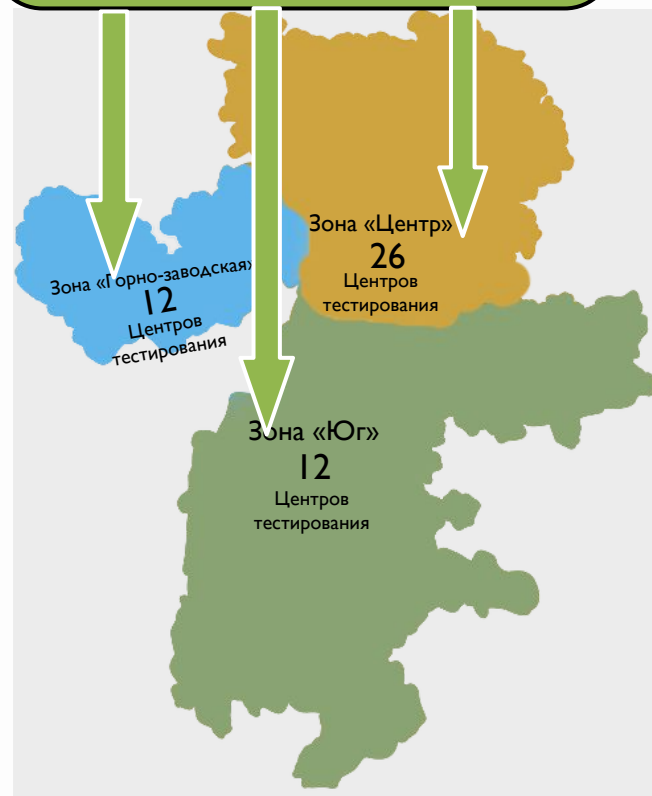 Зона «Центр»
26
Центров
тестирования
Зона «Горно-заводская»
12
Центров
тестирования
Зона «Юг»
12
Центров
тестирования